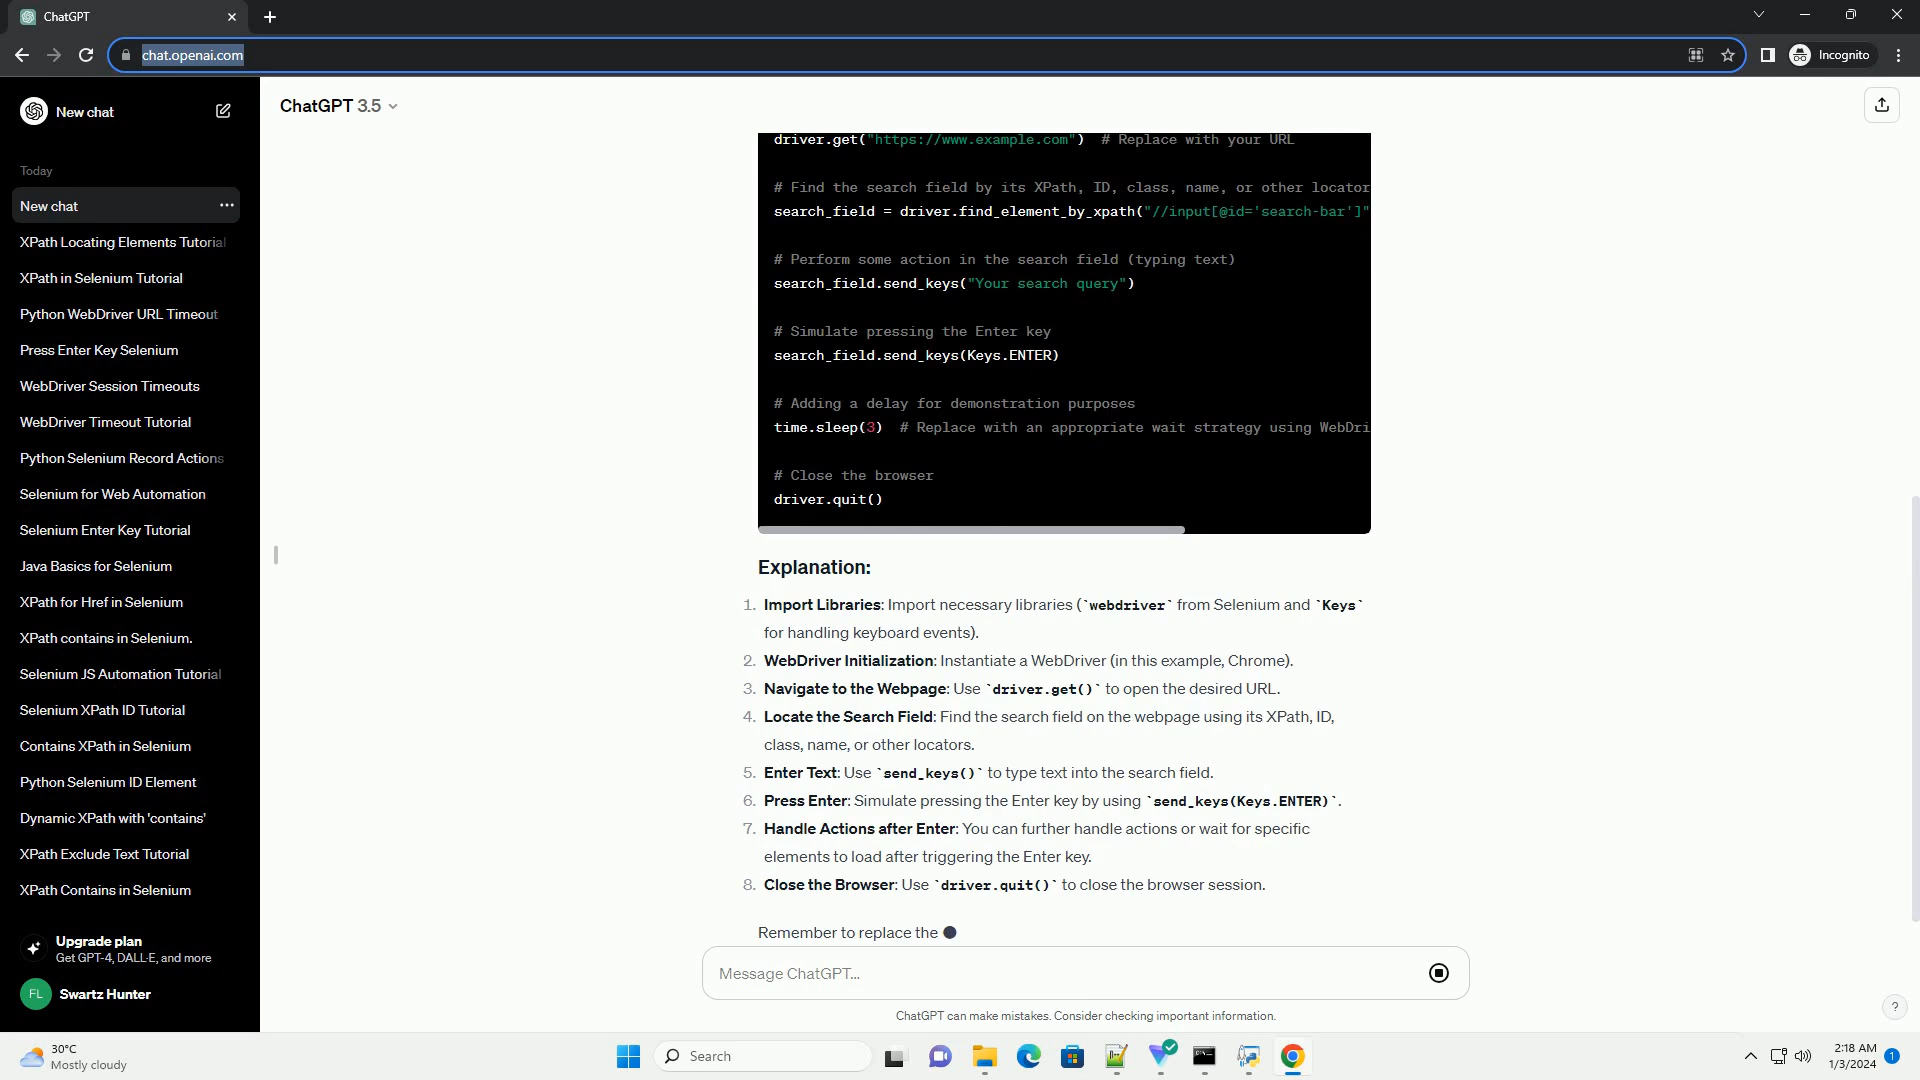 ChatGPT
chat.openai.com
Incognito
New chat
Today
New chat
XPath Locating Elements Tutorial
XPath in Selenium Tutorial
Python WebDriver URL Timeout
Press Enter Key Selenium
WebDriver Session Timeouts
WebDriver Timeout Tutorial
Python Selenium Record Actions
Selenium for Web Automation
Selenium Enter Key Tutorial
Java Basics for Selenium
XPath for Href in Selenium
XPath contains in Selenium.
Selenium JS Automation Tutorial
Selenium XPath ID Tutorial
Contains XPath in Selenium
Python Selenium ID Element
Dynamic XPath with 'contains'
XPath Exclude Text Tutorial
XPath Contains in Selenium
Upgrade plan
Get GPT-4, DALL·E, and more
FL Swartz Hunter
ChatGPT 3.5
driver.get("https://www.example.com")  # Replace with your URL
# Find the search field by its XPath, ID, class, name, or other locator
search_field = driver.find_element_by_xpath("//input[@id='search-bar']"
# Perform some action in the search field (typing text)
search_field.send_keys("Your search query")
# Simulate pressing the Enter key
search_field.send_keys(Keys.ENTER)
# Adding a delay for demonstration purposes
time.sleep(3)  # Replace with an appropriate wait strategy using WebDri
# Close the browser
driver.quit()
Explanation:
1. Import Libraries: Import necessary libraries (`webdriver` from Selenium and `Keys`
for handling keyboard events).
2. WebDriver Initialization: Instantiate a WebDriver (in this example, Chrome).
3. Navigate to the Webpage: Use `driver.get()` to open the desired URL.
4. Locate the Search Field: Find the search field on the webpage using its XPath, ID,
class, name, or other locators.
5. Enter Text: Use `send_keys()` to type text into the search field.
6. Press Enter: Simulate pressing the Enter key by using `send_keys(Keys.ENTER)`.
7. Handle Actions after Enter: You can further handle actions or wait for specific
elements to load after triggering the Enter key.
8. Close the Browser: Use `driver.quit()` to close the browser session.
Remember to replace the
Message ChatGPT...
ChatGPT can make mistakes. Consider checking important information.
?
30°C
Mostly cloudy
Search
2:18 AM
1/3/2024
1